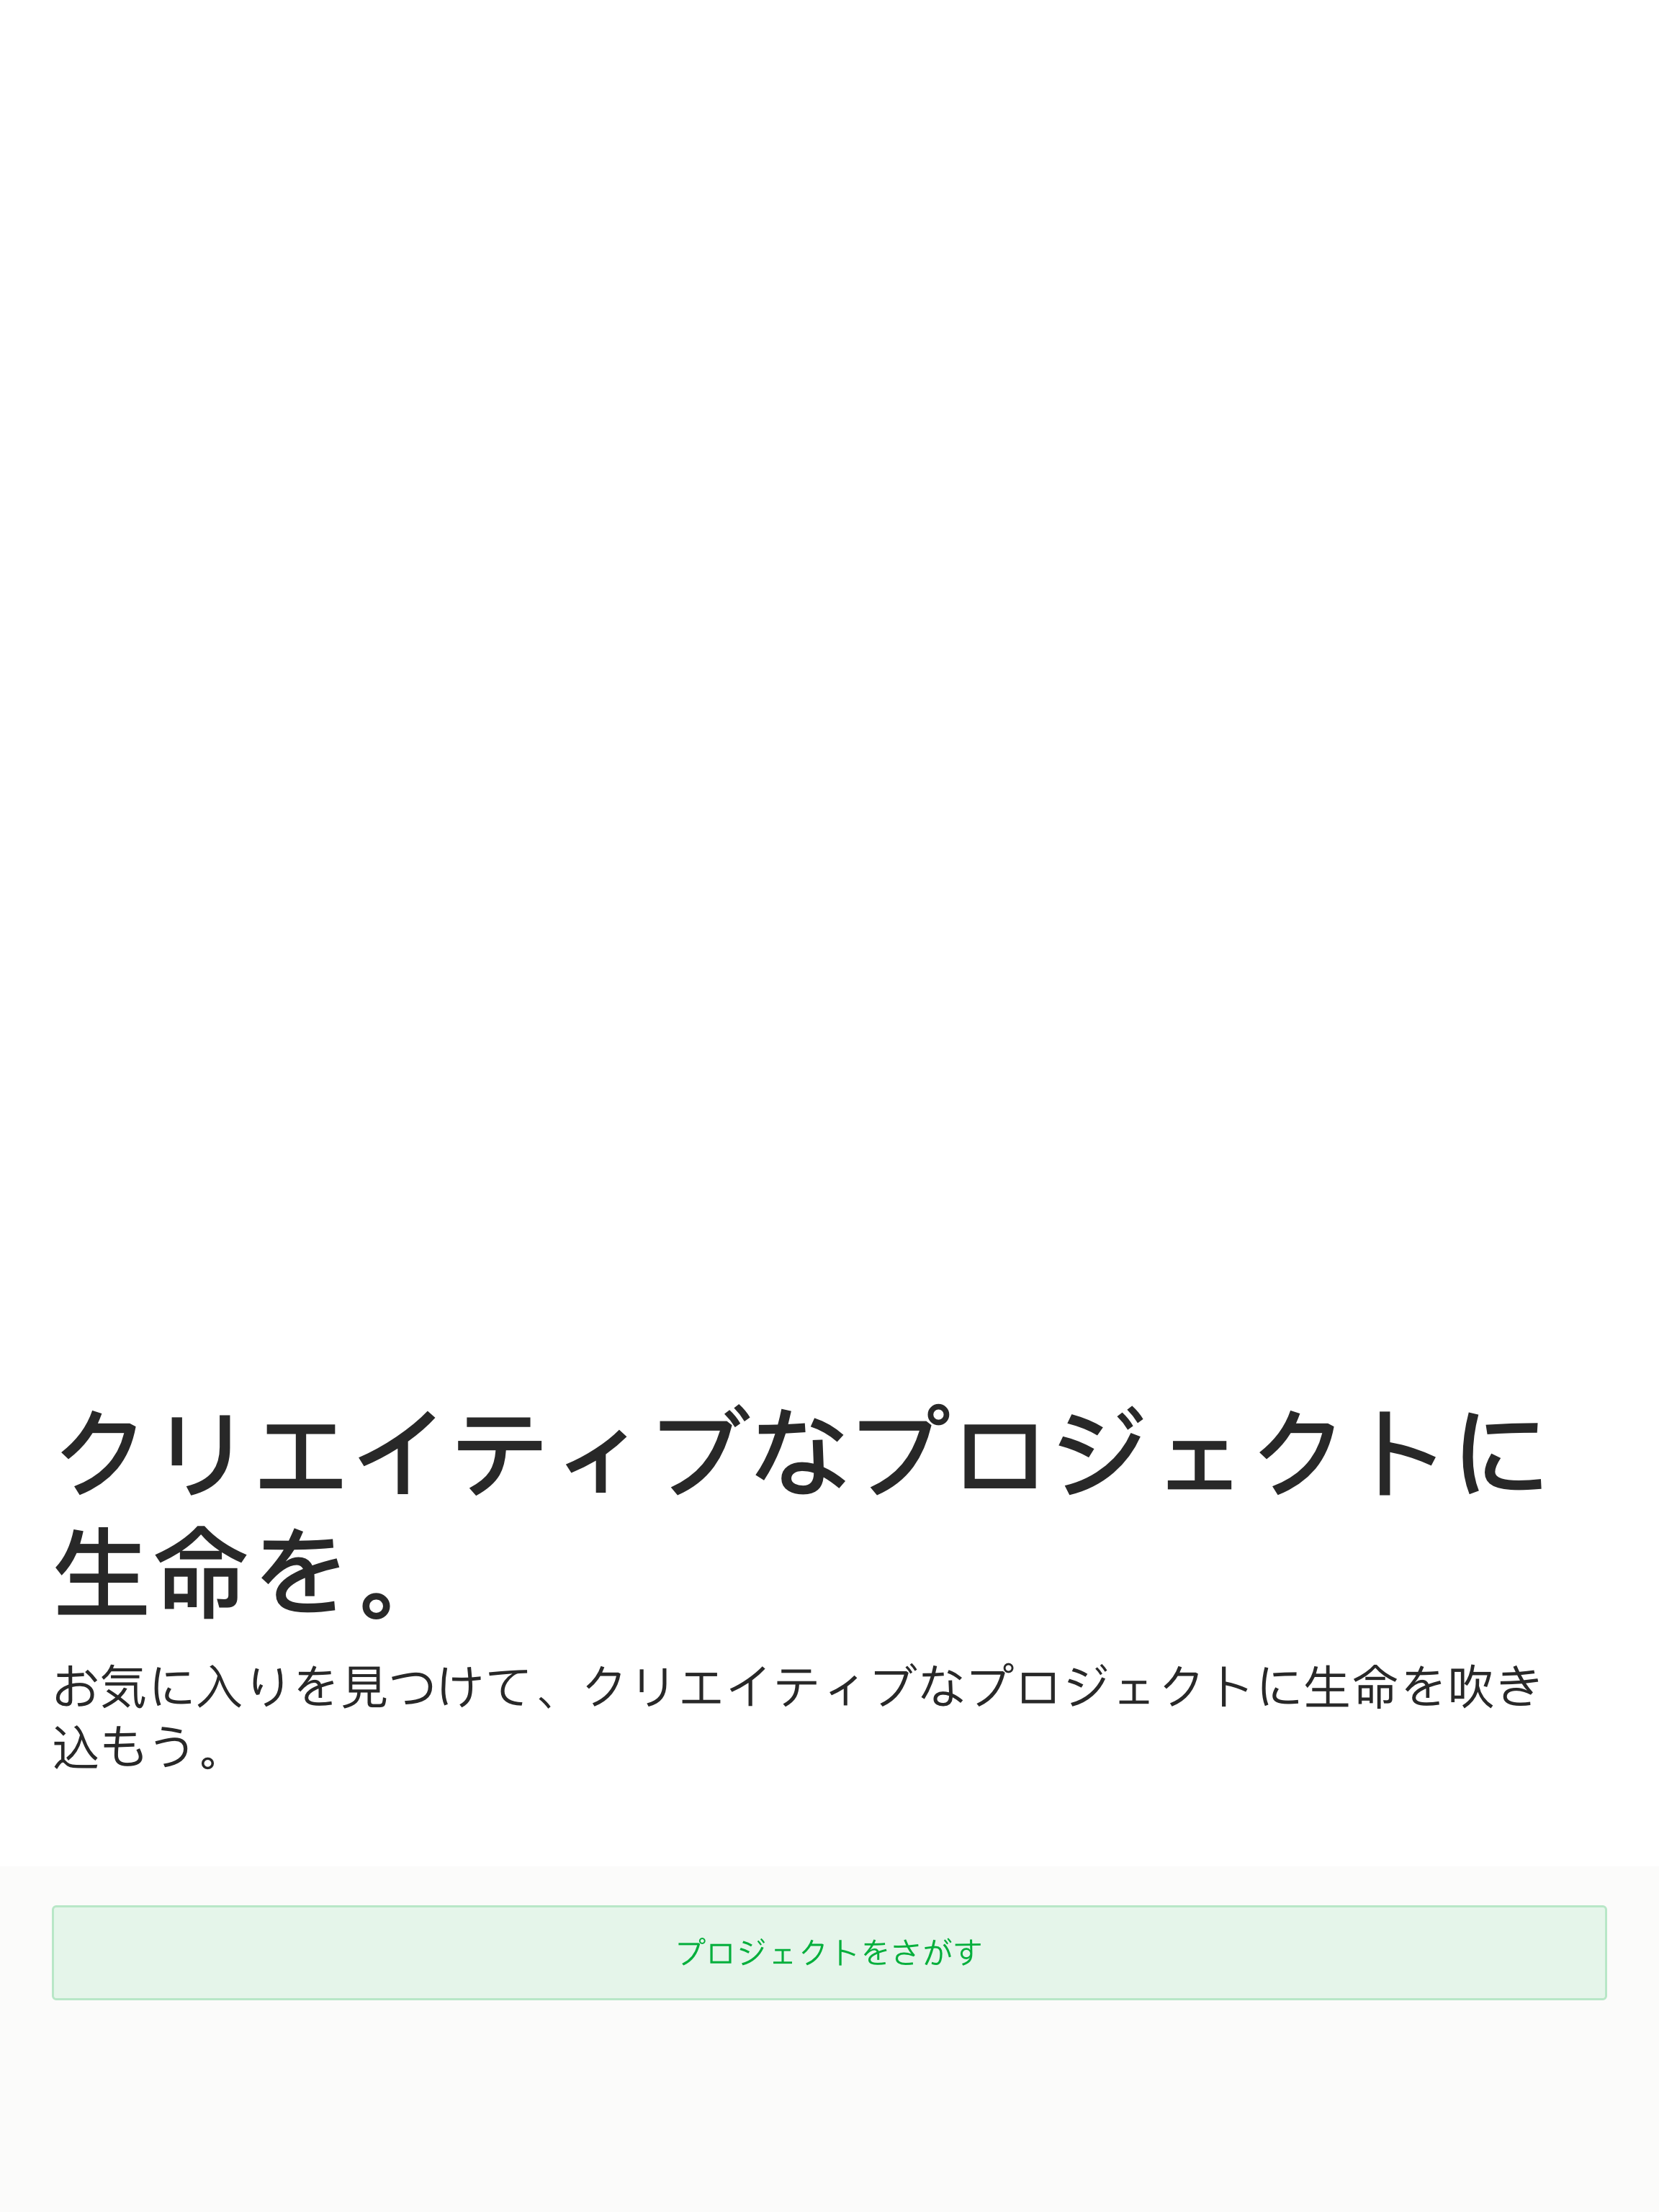 クリエイティブなプロジェクトに
生命を。
お気に入りを見つけて、クリエイティブなプロジェクトに生命を吹き
込もう。
プロジェクトをさがす